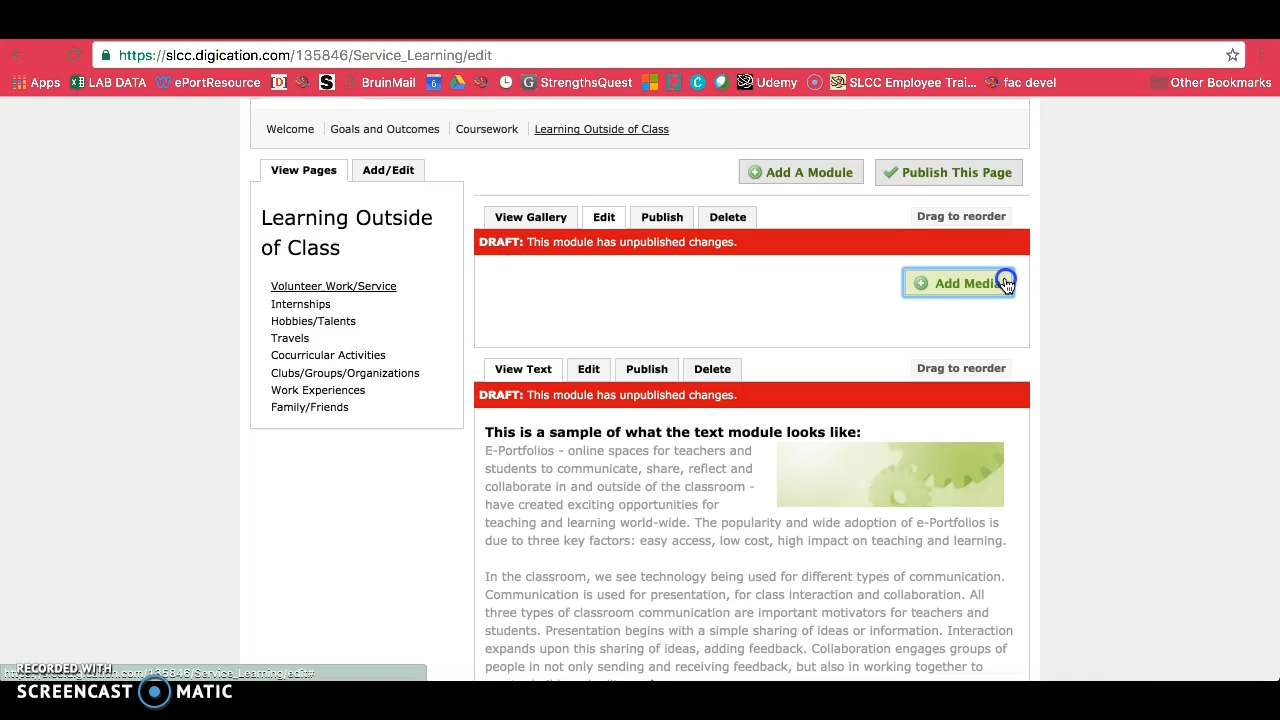 https://slcc.digication.com/135846/Service_Learning/edit
Apps LAB DATA ePortResource BruinMail StrengthsQuest Udemy SLCC Employee Trai... fac devel Other Bookmarks
Welcome Goals and Outcomes Coursework Learning Outside of Class
View Pages Add/Edit
Add A Module Publish This Page
Learning Outside
of Class
Volunteer Work/Service
Internships
Hobbies/Talents
Travels
Cocurricular Activities
Clubs/Groups/Organizations
Work Experiences
Family/Friends
View Gallery Edit Publish Delete Drag to reorder
DRAFT: This module has unpublished changes.
Add Media
View Text Edit Publish Delete Drag to reorder
DRAFT: This module has unpublished changes.
This is a sample of what the text module looks like:
E-Portfolios - online spaces for teachers and
students to communicate, share, reflect and
collaborate in and outside of the classroom -
have created exciting opportunities for
teaching and learning world-wide. The popularity and wide adoption of e-Portfolios is
due to three key factors: easy access, low cost, high impact on teaching and learning.
In the classroom, we see technology being used for different types of communication.
Communication is used for presentation, for class interaction and collaboration. All
three types of classroom communication are important motivators for teachers and
students. Presentation begins with a simple sharing of ideas or information. Interaction
expands upon this sharing of ideas, adding feedback. Collaboration engages groups of
people in not only sending and receiving feedback, but also in working together to
RECORDED WITH
SCREENCAST MATIC